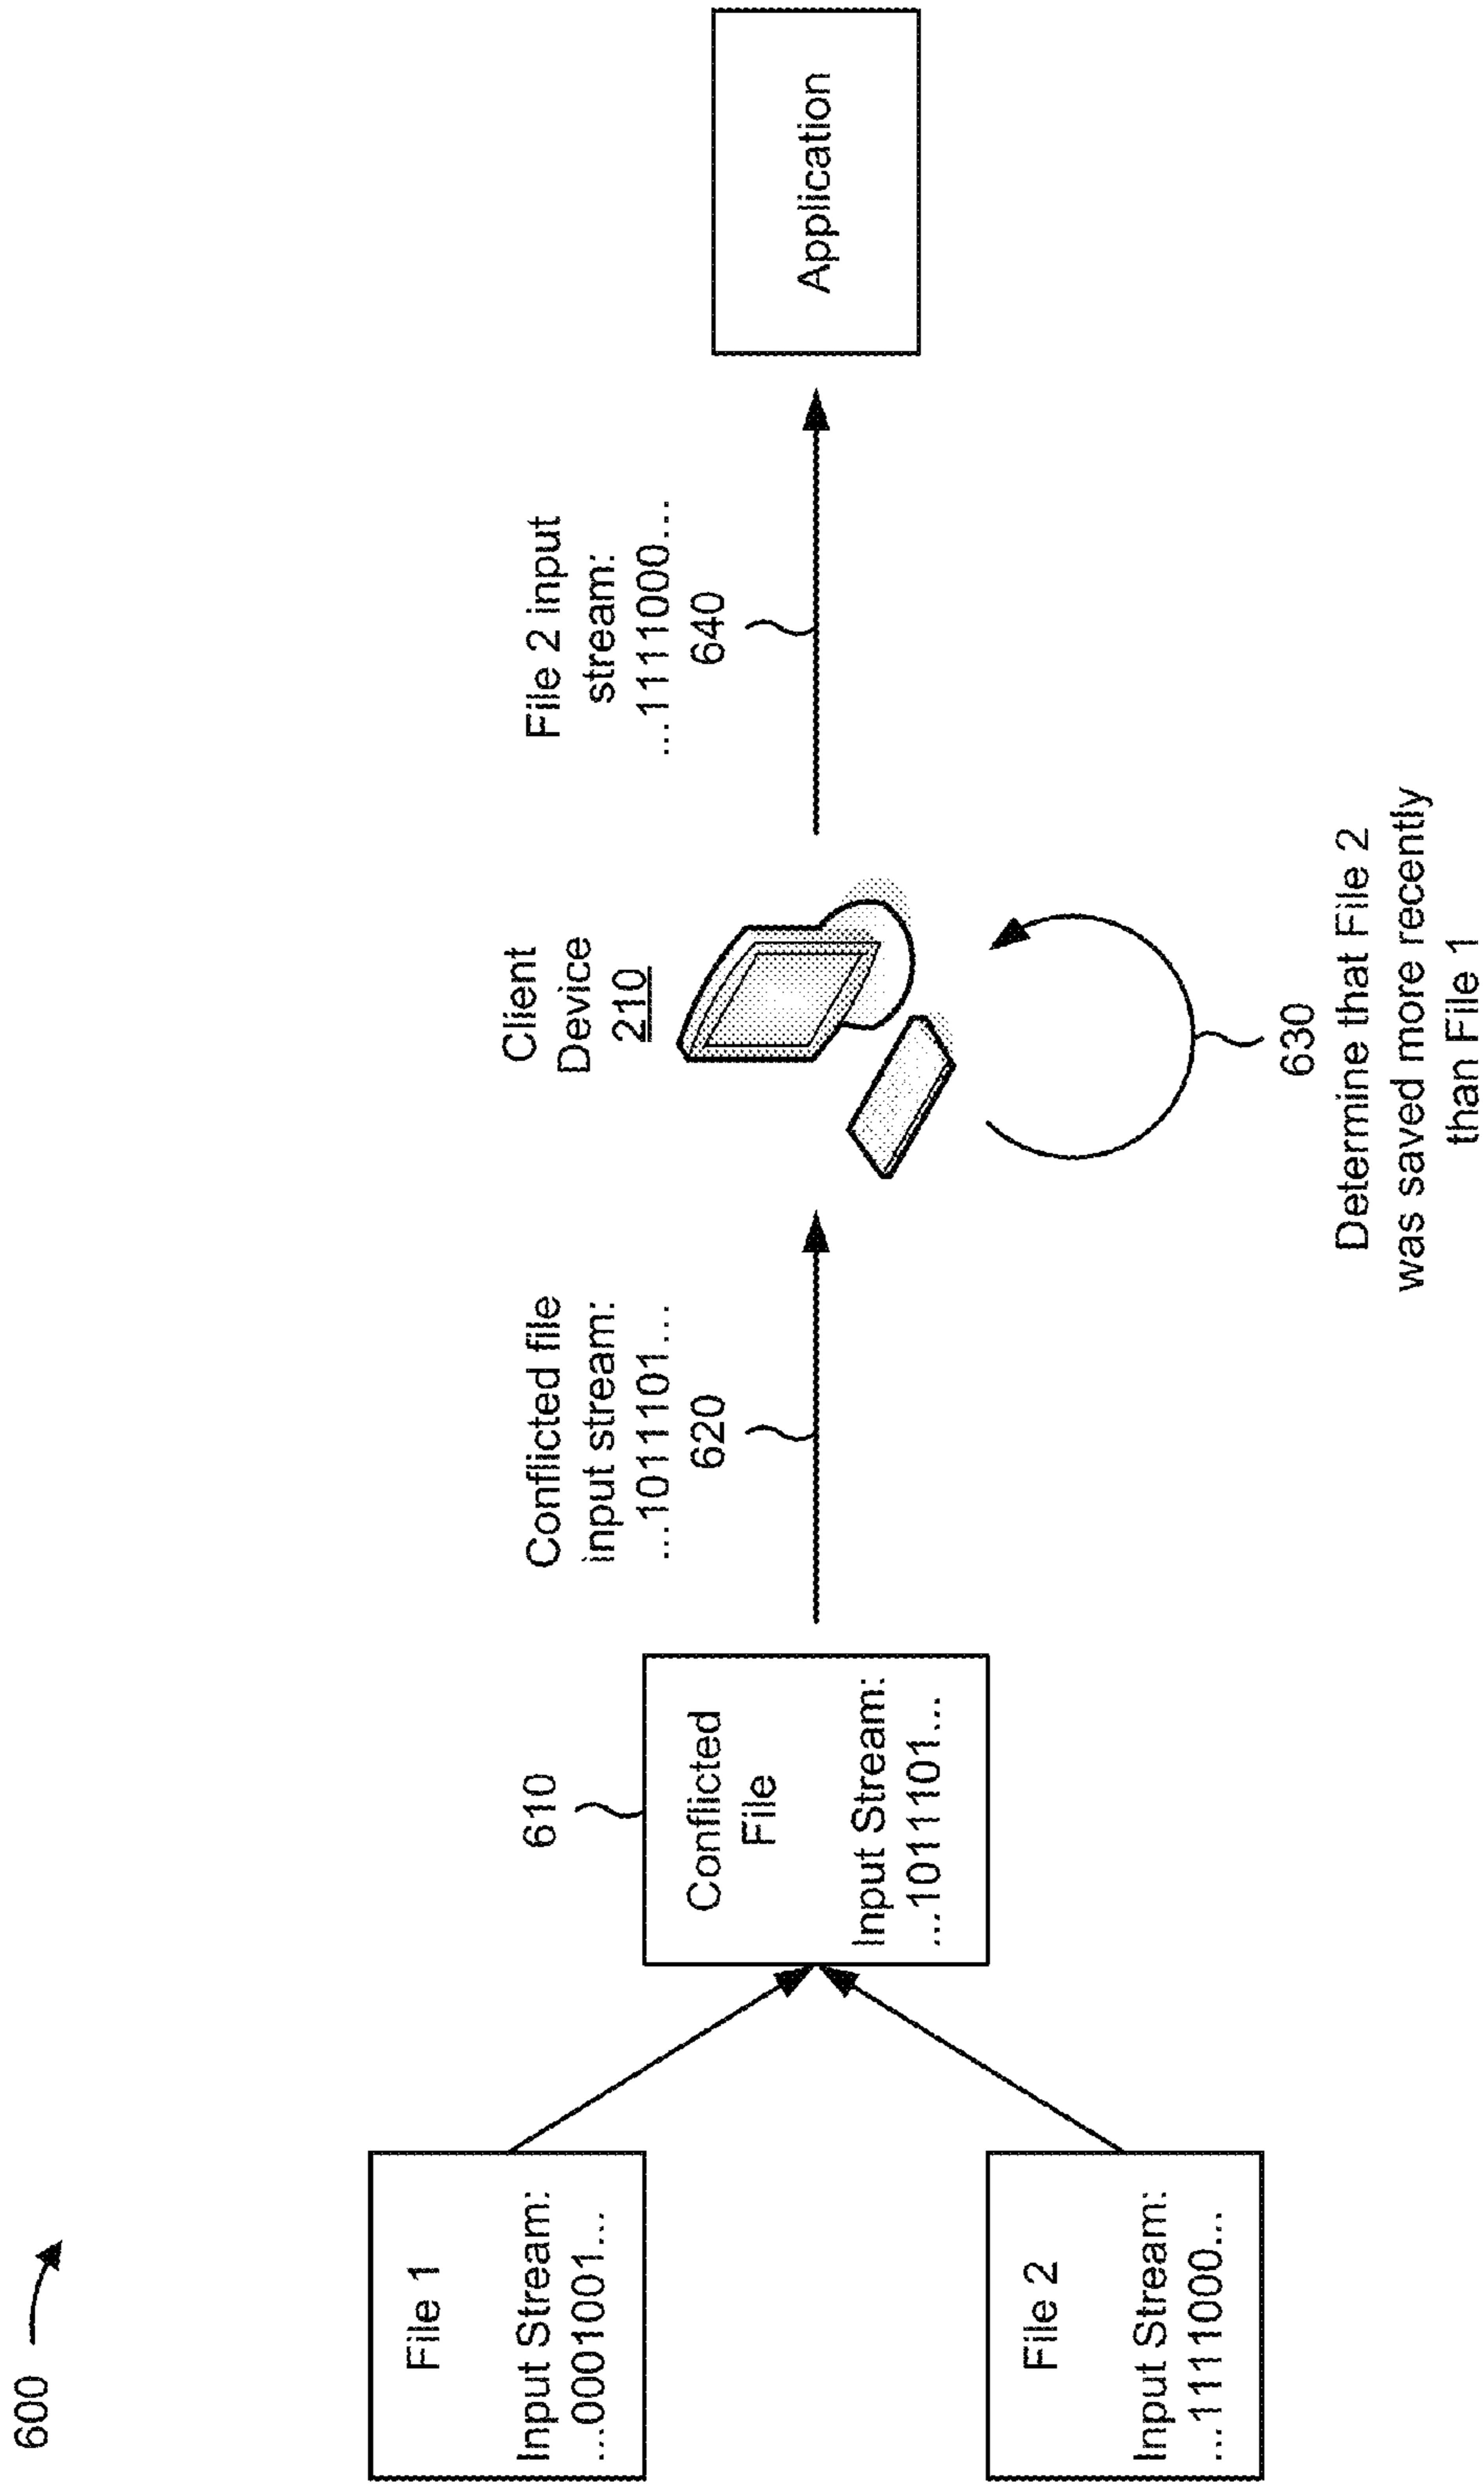 600
File 1
Input Stream:
...0001001...
File 2
Input Stream:
...1111000...
610
Conflicted
File
Input Stream:
...1011101...
Conflicted file
input stream:
...1011101...
620
Client
Device
210
630
Determine that File 2
was saved more recently
than File 1
File 2 input
stream:
...1111000...
640
Application